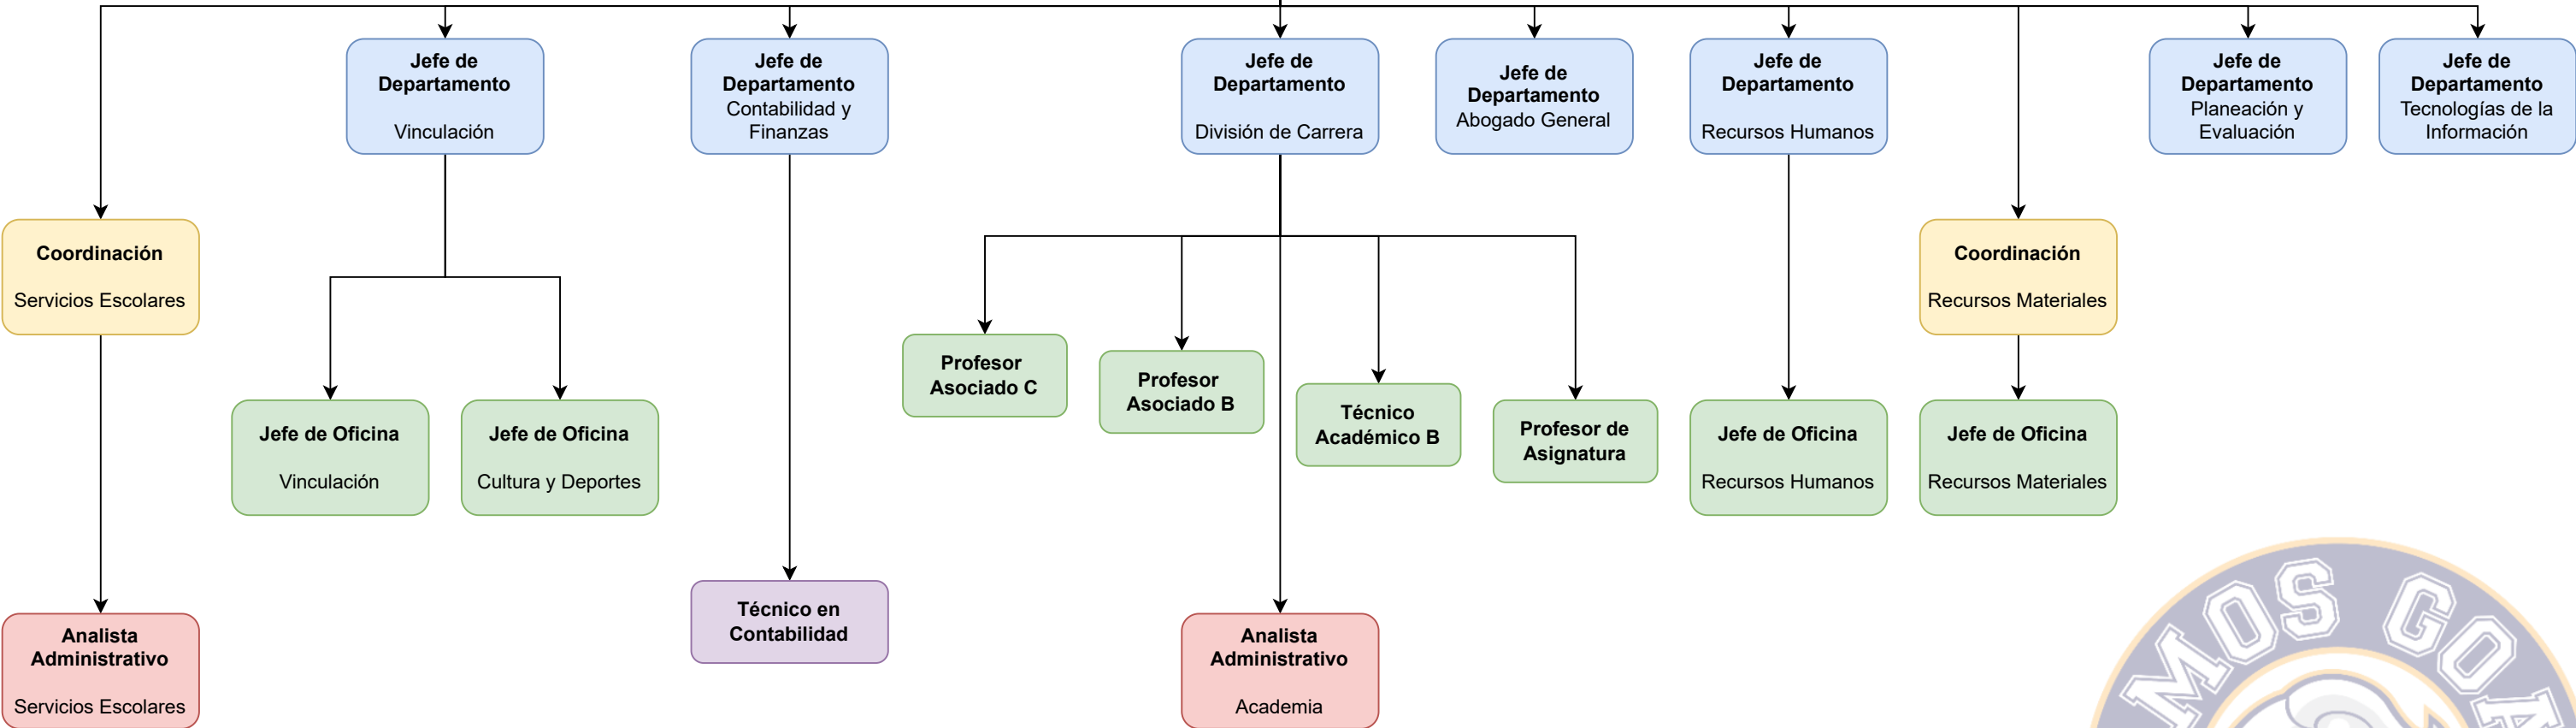 Jefe de
Departamento
Vinculación
Jefe de
Departamento
Contabilidad y
Finanzas
Jefe de
Departamento
División de Carrera
Jefe de
Departamento
Abogado General
Jefe de
Departamento
Recursos Humanos
Jefe de
Departamento
Planeación y
Evaluación
Jefe de
Departamento
Tecnologías de la
Información
Coordinación
Servicios Escolares
Coordinación
Recursos Materiales
Profesor
Asociado C
Profesor
Asociado B
Técnico
Académico B
Profesor de
Asignatura
Jefe de Oficina
Vinculación
Jefe de Oficina
Cultura y Deportes
Jefe de Oficina
Recursos Humanos
Jefe de Oficina
Recursos Materiales
Técnico en
Contabilidad
Analista
Administrativo
Servicios Escolares
Analista
Administrativo
Academia
MOS GOA